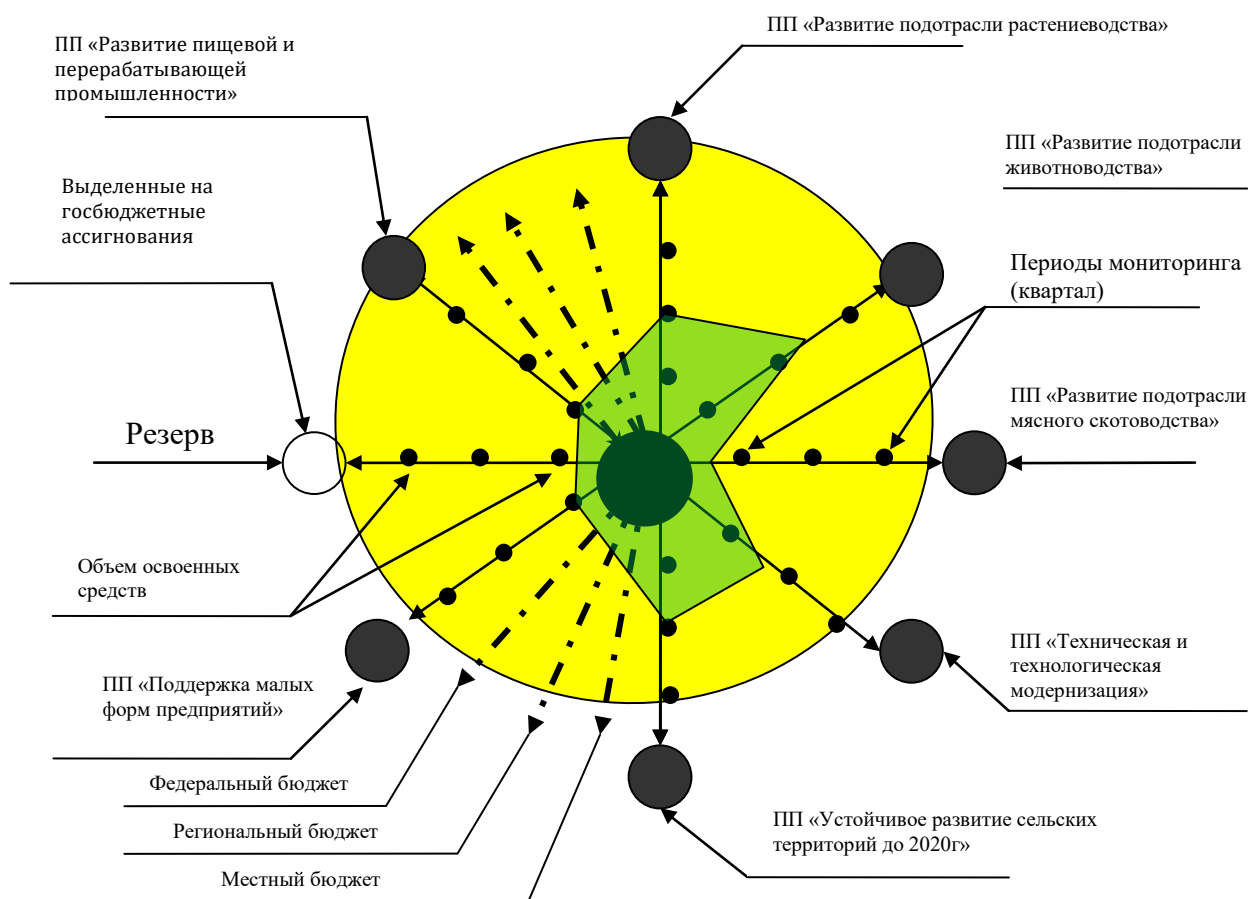 ПП «Развитие подотрасли растениеводства»
ПП «Развитие пищевой и
перерабатывающей
промышленности»
ПП «Развитие подотрасли
животноводства»
Выделенные на
госбюджетные
ассигнования
Периоды мониторинга
(квартал)
ПП «Развитие подотрасли
мясного скотоводства»
Резерв
Объем освоенных
средств
ПП «Техническая и
технологическая
модернизация»
ПП «Поддержка малых
форм предприятий»
Федеральный бюджет
Региональный бюджет
Местный бюджет
ПП «Устойчивое развитие сельских
территорий до 2020г»